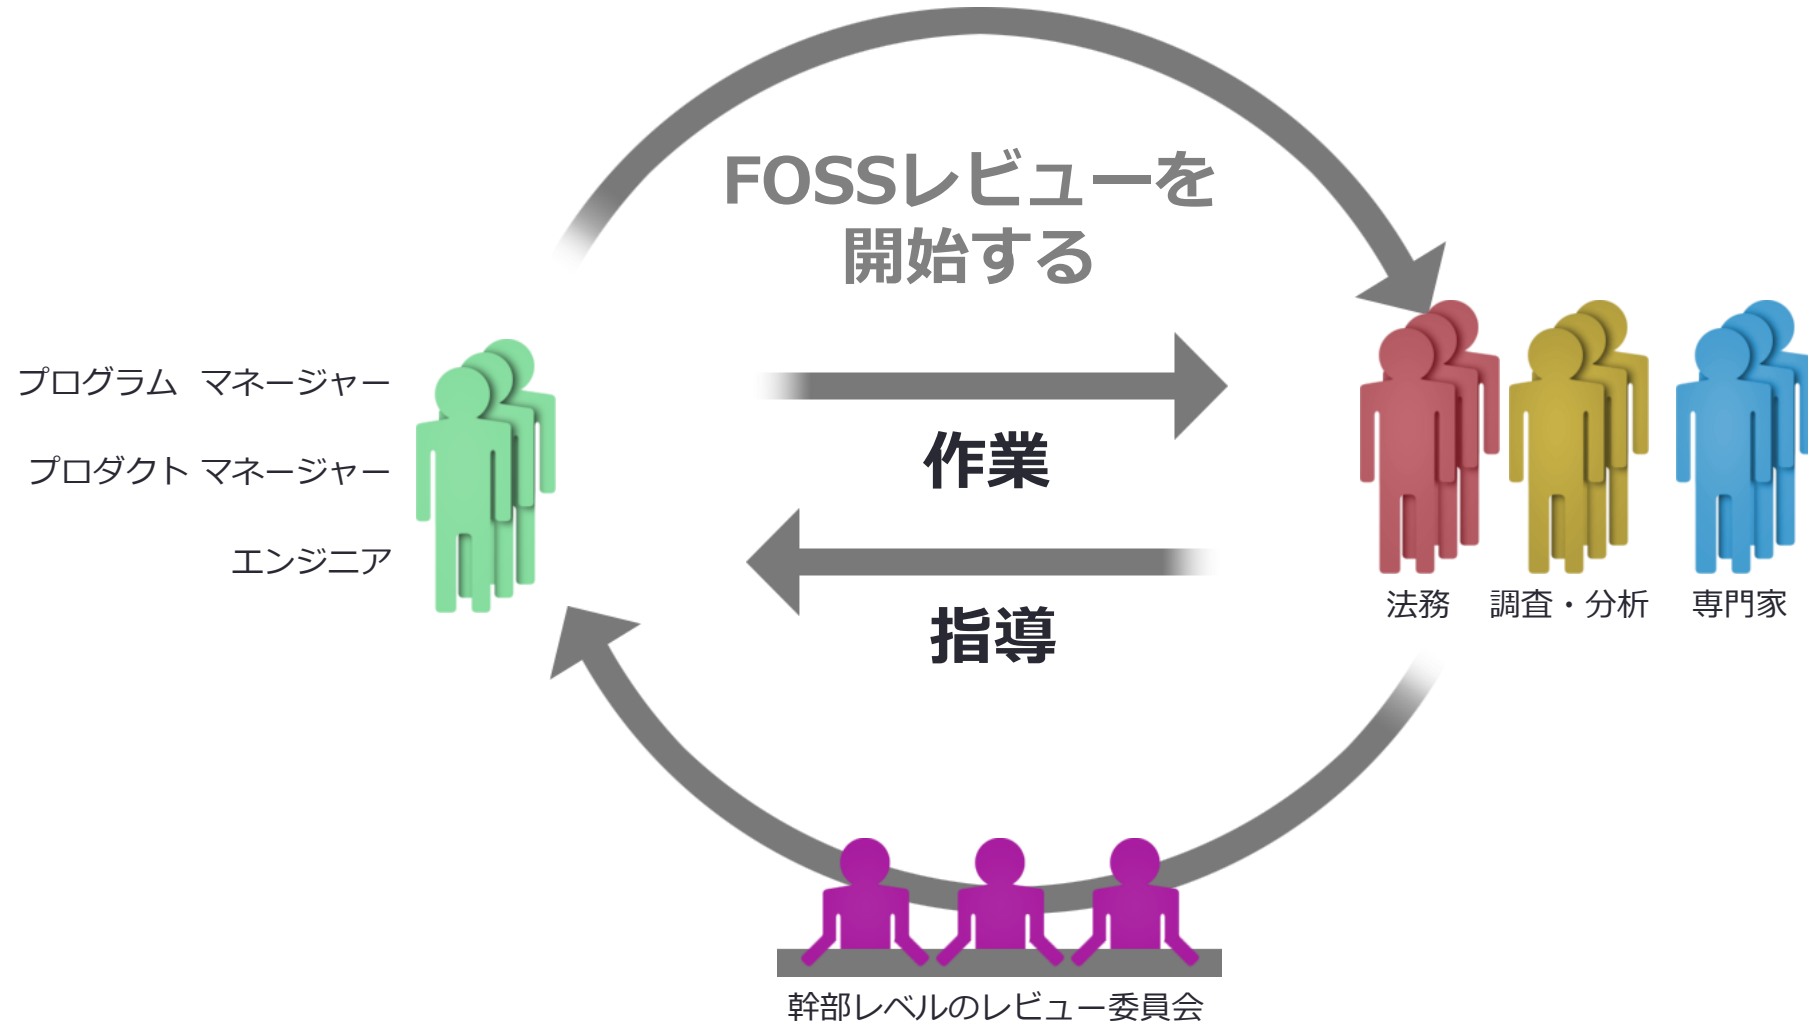 FOSSレビューを
開始する
プログラム マネージャー
プロダクト マネージャー
エンジニア
作業
指導
法務
調査・分析
専門家
幹部レベルのレビュー委員会